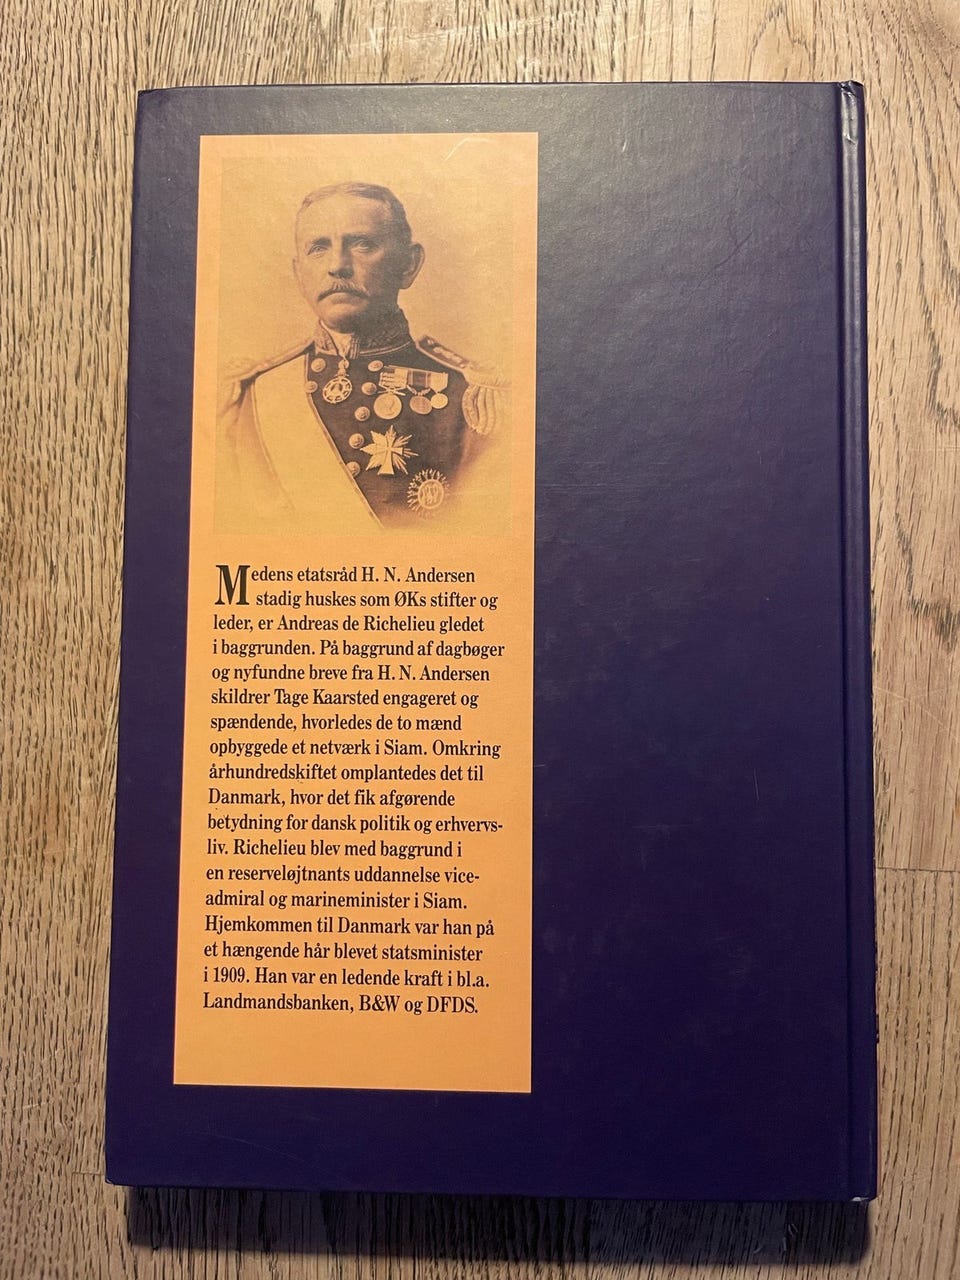 Medens etatsråd H. N. Andersen
stadig huskes som ØKs stifter og
leder, er Andreas de Richelieu gledet
i baggrunden. På baggrund af dagbøger
og nyfundne breve fra H. N. Andersen
skildrer Tage Kaarsted engageret og
spændende, hvorledes de to mænd
opbyggede et netværk i Siam. Omkring
århundredskiftet omplantedes det til
Danmark, hvor det fik afgørende
betydning for dansk politik og erhvervs-
liv. Richelieu blev med baggrund i
en reserveløjtnants uddannelse vice-
admiral og marineminister i Siam.
Hjemkommen til Danmark var han på
et hængende hår blevet statsminister
i 1909. Han var en ledende kraft i bl.a.
Landmandsbanken, B&W og DFDS.